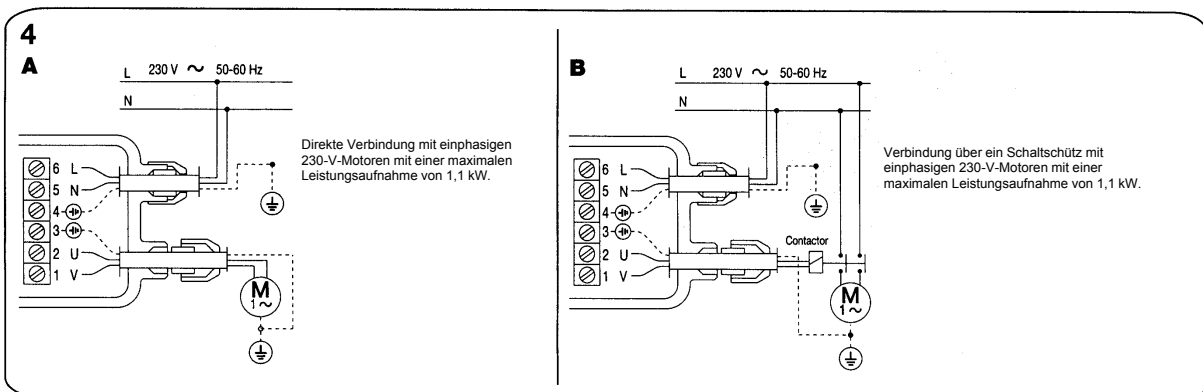 4
A
L 230 V ~ 50-60 Hz
N
6 L
5 N
4
3
2 U
1 V
M
1~
Direkte Verbindung mit einphasigen
230-V-Motoren mit einer maximalen
Leistungsaufnahme von 1,1 kW.
B
L 230 V ~ 50-60 Hz
N
6 L
5 N
4
3
2 U
1 V
Contactor
M
1~
Verbindung über ein Schaltschütz mit
einphasigen 230-V-Motoren mit einer
maximalen Leistungsaufnahme von 1,1 kW.